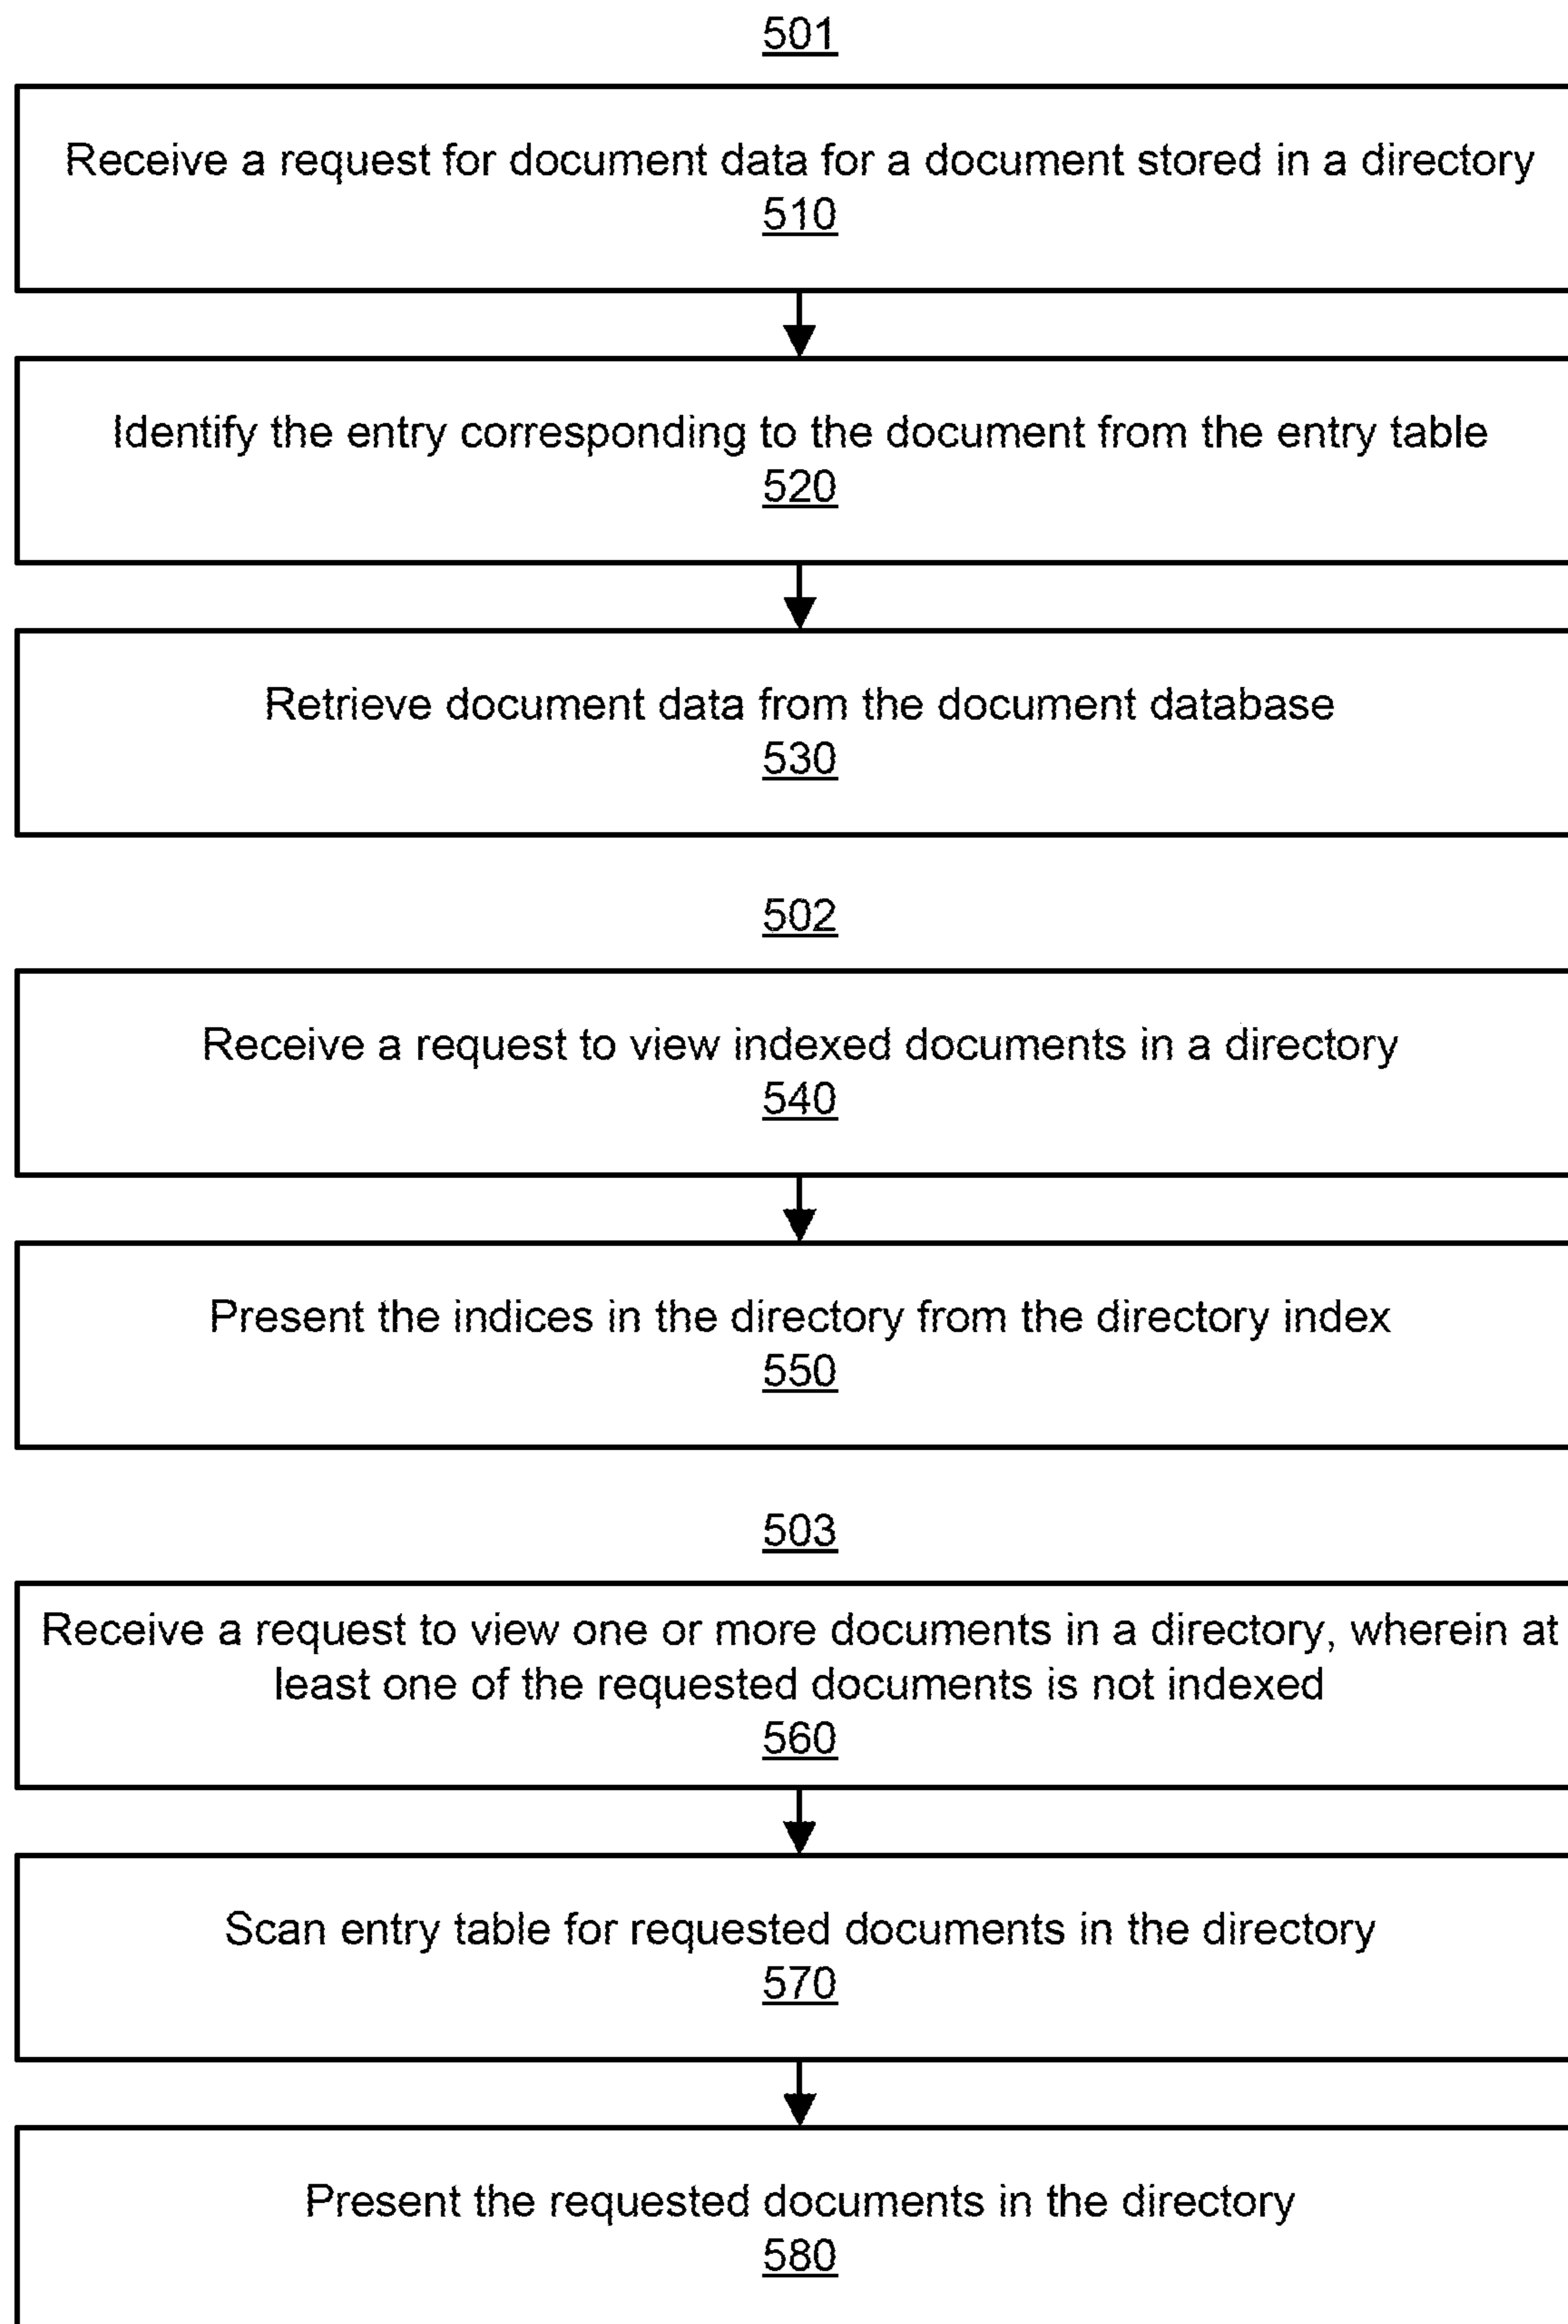 501
Receive a request for document data for a document stored in a directory
510
Identify the entry corresponding to the document from the entry table
520
Retrieve document data from the document database
530
502
Receive a request to view indexed documents in a directory
540
Present the indices in the directory from the directory index
550
503
Receive a request to view one or more documents in a directory, wherein at
least one of the requested documents is not indexed
560
Scan entry table for requested documents in the directory
570
Present the requested documents in the directory
580